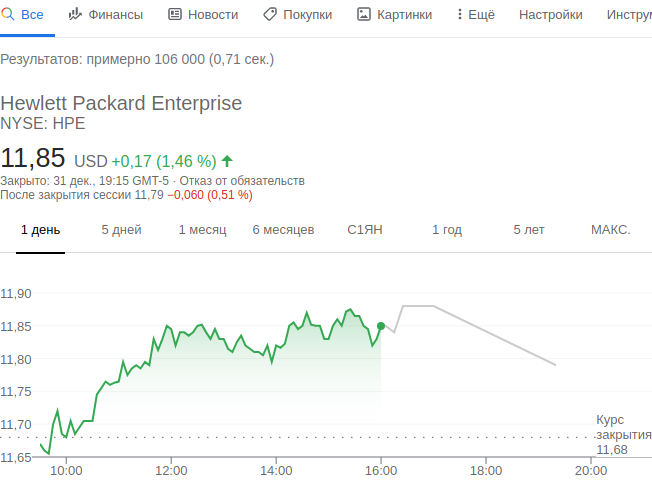 Все Финансы Новости Покупки Картинки Ещё Настройки Инструм
Результатов: примерно 106 000 (0,71 сек.)
Hewlett Packard Enterprise
NYSE: HPE
11,85 USD +0,17 (1,46 %)
Закрыто: 31 дек., 19:15 GMT-5 · Отказ от обязательств
После закрытия сессии 11,79 −0,060 (0,51 %)
1 день 5 дней 1 месяц 6 месяцев С1ЯН 1 год 5 лет МАКС.
11,90
11,85
11,80
11,75
11,70
Курс
закрытия
11,68
11,65
10:00 12:00 14:00 16:00 18:00 20:00